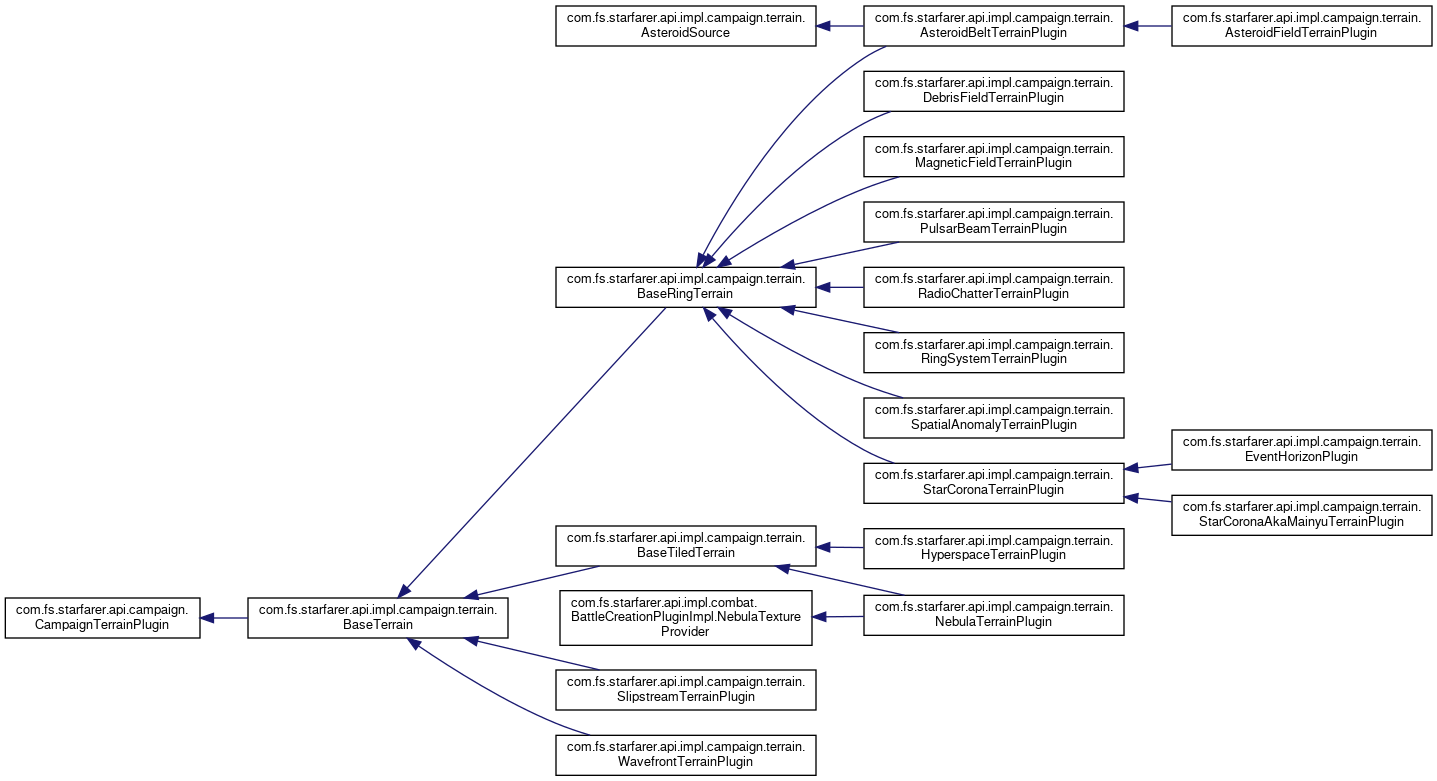 com.fs.starfarer.api.impl.campaign.terrain.
AsteroidSource
com.fs.starfarer.api.impl.campaign.terrain.
AsteroidBeltTerrainPlugin
com.fs.starfarer.api.impl.campaign.terrain.
AsteroidFieldTerrainPlugin
com.fs.starfarer.api.impl.campaign.terrain.
DebrisFieldTerrainPlugin
com.fs.starfarer.api.impl.campaign.terrain.
MagneticFieldTerrainPlugin
com.fs.starfarer.api.impl.campaign.terrain.
PulsarBeamTerrainPlugin
com.fs.starfarer.api.impl.campaign.terrain.
BaseRingTerrain
com.fs.starfarer.api.impl.campaign.terrain.
RadioChatterTerrainPlugin
com.fs.starfarer.api.impl.campaign.terrain.
RingSystemTerrainPlugin
com.fs.starfarer.api.impl.campaign.terrain.
SpatialAnomalyTerrainPlugin
com.fs.starfarer.api.impl.campaign.terrain.
StarCoronaTerrainPlugin
com.fs.starfarer.api.impl.campaign.terrain.
EventHorizonPlugin
com.fs.starfarer.api.impl.campaign.terrain.
StarCoronaAkaMainyuTerrainPlugin
com.fs.starfarer.api.impl.campaign.terrain.
BaseTiledTerrain
com.fs.starfarer.api.impl.campaign.terrain.
HyperspaceTerrainPlugin
com.fs.starfarer.api.campaign.
CampaignTerrainPlugin
com.fs.starfarer.api.impl.campaign.terrain.
BaseTerrain
com.fs.starfarer.api.impl.combat.
BattleCreationPluginImpl.NebulaTexture
Provider
com.fs.starfarer.api.impl.campaign.terrain.
NebulaTerrainPlugin
com.fs.starfarer.api.impl.campaign.terrain.
SlipstreamTerrainPlugin
com.fs.starfarer.api.impl.campaign.terrain.
WavefrontTerrainPlugin